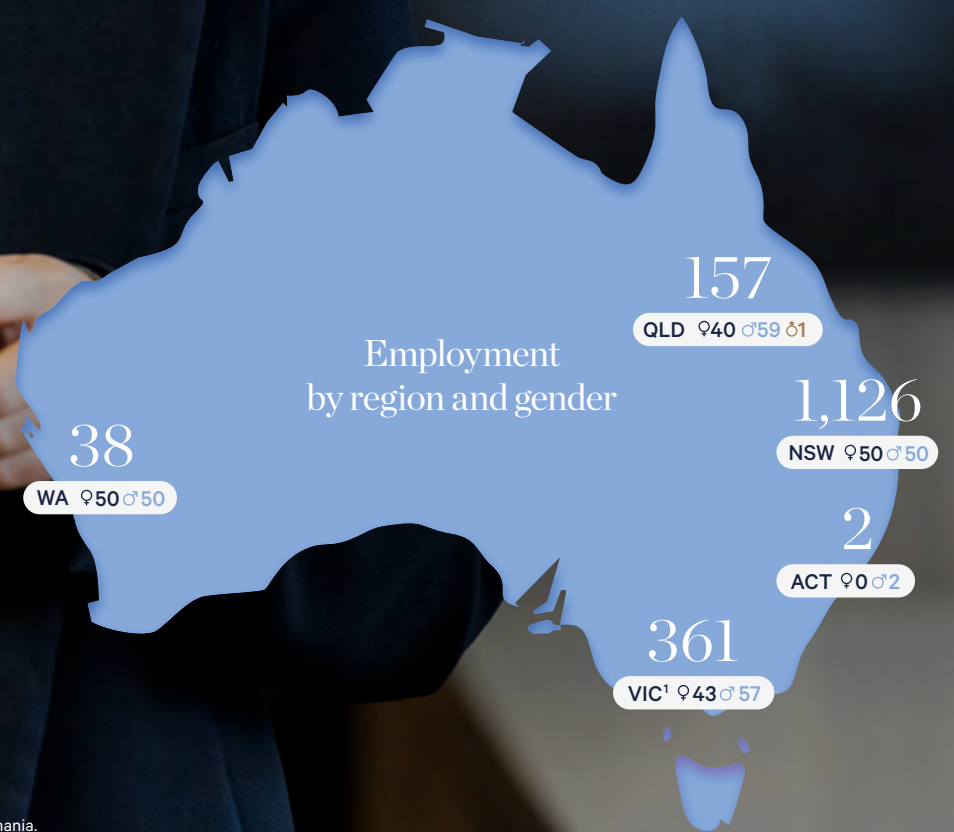 157
QLD ♀40 ♂59 ⚨1
Employment
by region and gender
1,126
NSW ♀50 ♂50
38
WA ♀50 ♂50
2
ACT ♀0 ♂2
361
VIC¹ ♀43 ♂57